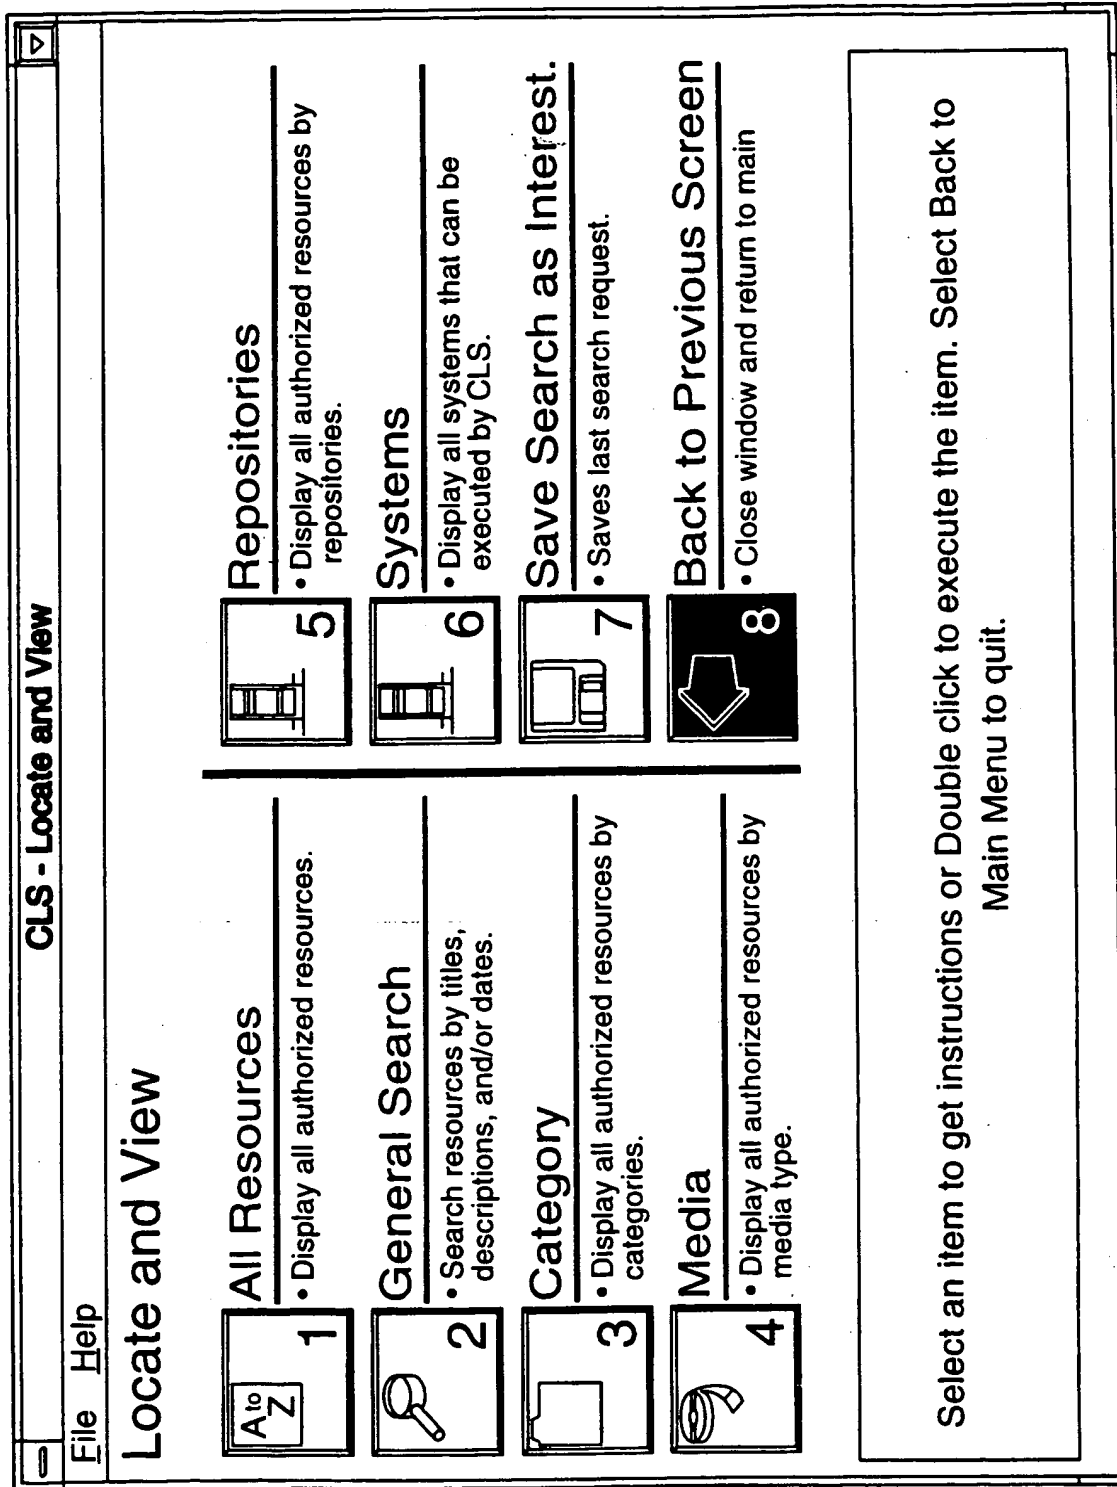 CLS - Locate and View
File Help
Locate and View
A to
Z
1
All Resources
• Display all authorized resources.
2
General Search
• Search resources by titles,
descriptions, and/or dates.
3
Category
• Display all authorized resources by
categories.
4
Media
• Display all authorized resources by
media type.
5
Repositories
• Display all authorized resources by
repositories.
6
Systems
• Display all systems that can be
executed by CLS.
7
Save Search as Interest.
• Saves last search request.
8
Back to Previous Screen
• Close window and return to main
Select an item to get instructions or Double click to execute the item. Select Back to
Main Menu to quit.